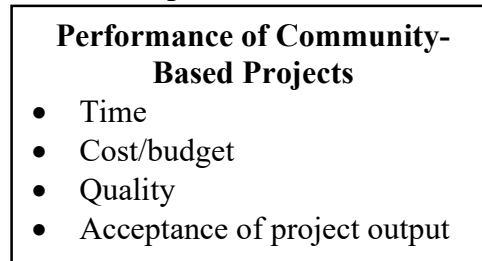 Performance of Community-
Based Projects
• Time
• Cost/budget
• Quality
• Acceptance of project output